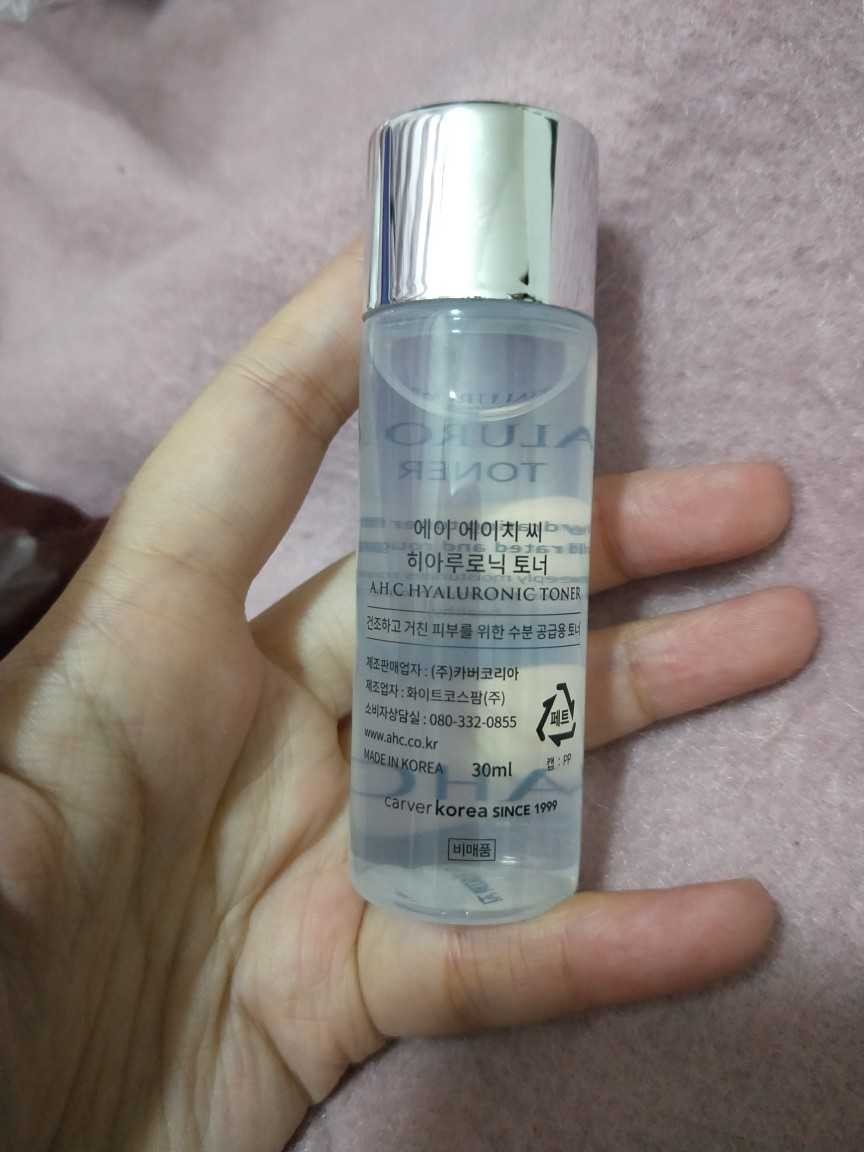 에이 에이치 씨
히아루로닉 토너
A.H.C HYALURONIC TONER
건조하고 거친 피부를 위한 수분 공급용 토너
제조판매업자 : (주)카버코리아
제조업자 : 화이트코스팜(주)
소비자상담실 : 080-332-0855
www.ahc.co.kr
MADE IN KOREA 30ml
페트
캡 : PP
carver korea SINCE 1999
비매품
TONER
AHC